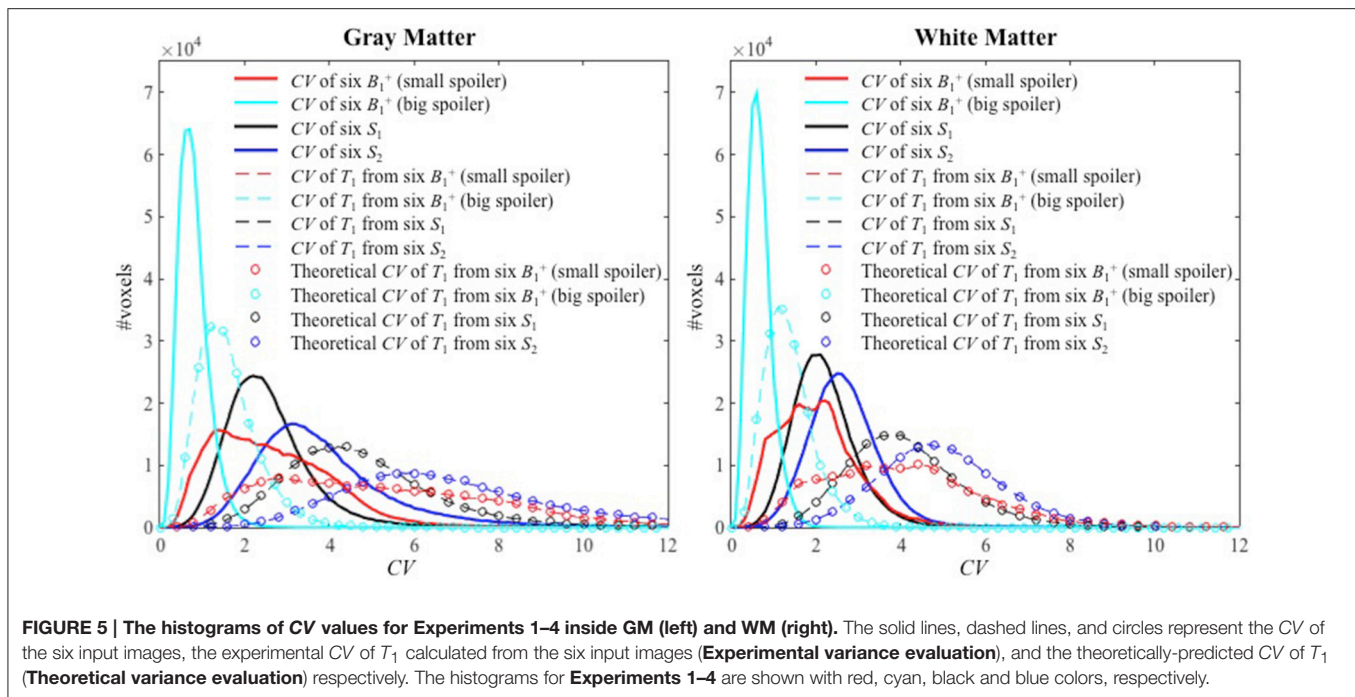 Gray Matter
×10⁴
7
6
5
4
3
2
1
0
#voxels
CV of six B₁⁺ (small spoiler)
CV of six B₁⁺ (big spoiler)
CV of six S₁
CV of six S₂
CV of T₁ from six B₁⁺ (small spoiler)
CV of T₁ from six B₁⁺ (big spoiler)
CV of T₁ from six S₁
CV of T₁ from six S₂
Theoretical CV of T₁ from six B₁⁺ (small spoiler)
Theoretical CV of T₁ from six B₁⁺ (big spoiler)
Theoretical CV of T₁ from six S₁
Theoretical CV of T₁ from six S₂
0 2 4 6 8 10 12
CV
White Matter
×10⁴
7
6
5
4
3
2
1
0
#voxels
CV of six B₁⁺ (small spoiler)
CV of six B₁⁺ (big spoiler)
CV of six S₁
CV of six S₂
CV of T₁ from six B₁⁺ (small spoiler)
CV of T₁ from six B₁⁺ (big spoiler)
CV of T₁ from six S₁
CV of T₁ from six S₂
Theoretical CV of T₁ from six B₁⁺ (small spoiler)
Theoretical CV of T₁ from six B₁⁺ (big spoiler)
Theoretical CV of T₁ from six S₁
Theoretical CV of T₁ from six S₂
0 2 4 6 8 10 12
CV
FIGURE 5 | The histograms of CV values for Experiments 1–4 inside GM (left) and WM (right). The solid lines, dashed lines, and circles represent the CV of
the six input images, the experimental CV of T₁ calculated from the six input images (Experimental variance evaluation), and the theoretically-predicted CV of T₁
(Theoretical variance evaluation) respectively. The histograms for Experiments 1–4 are shown with red, cyan, black and blue colors, respectively.